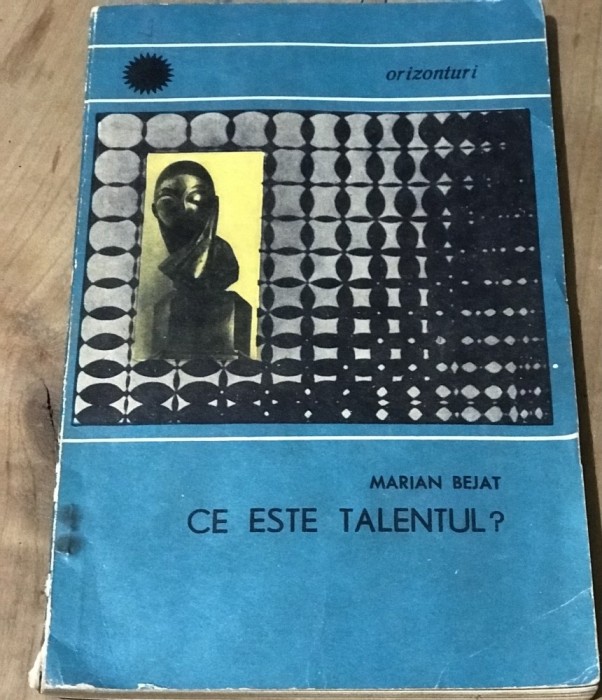 orizonturi
MARIAN BEJAT
CE ESTE TALENTUL?